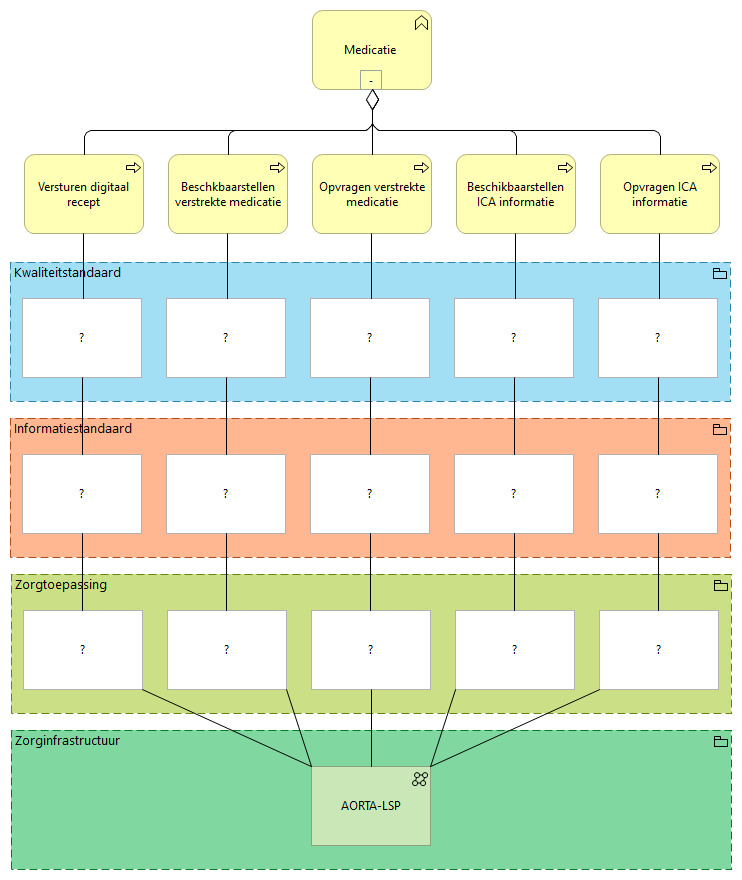 Medicatie
-
Versturen digitaal
recept
Beschkbaarstellen
verstrekte medicatie
Opvragen verstrekte
medicatie
Beschikbaarstellen
ICA informatie
Opvragen ICA
informatie
Kwaliteitstandaard
?
?
?
?
?
Informatiestandaard
?
?
?
?
?
Zorgtoepassing
?
?
?
?
?
Zorginfrastructuur
AORTA-LSP